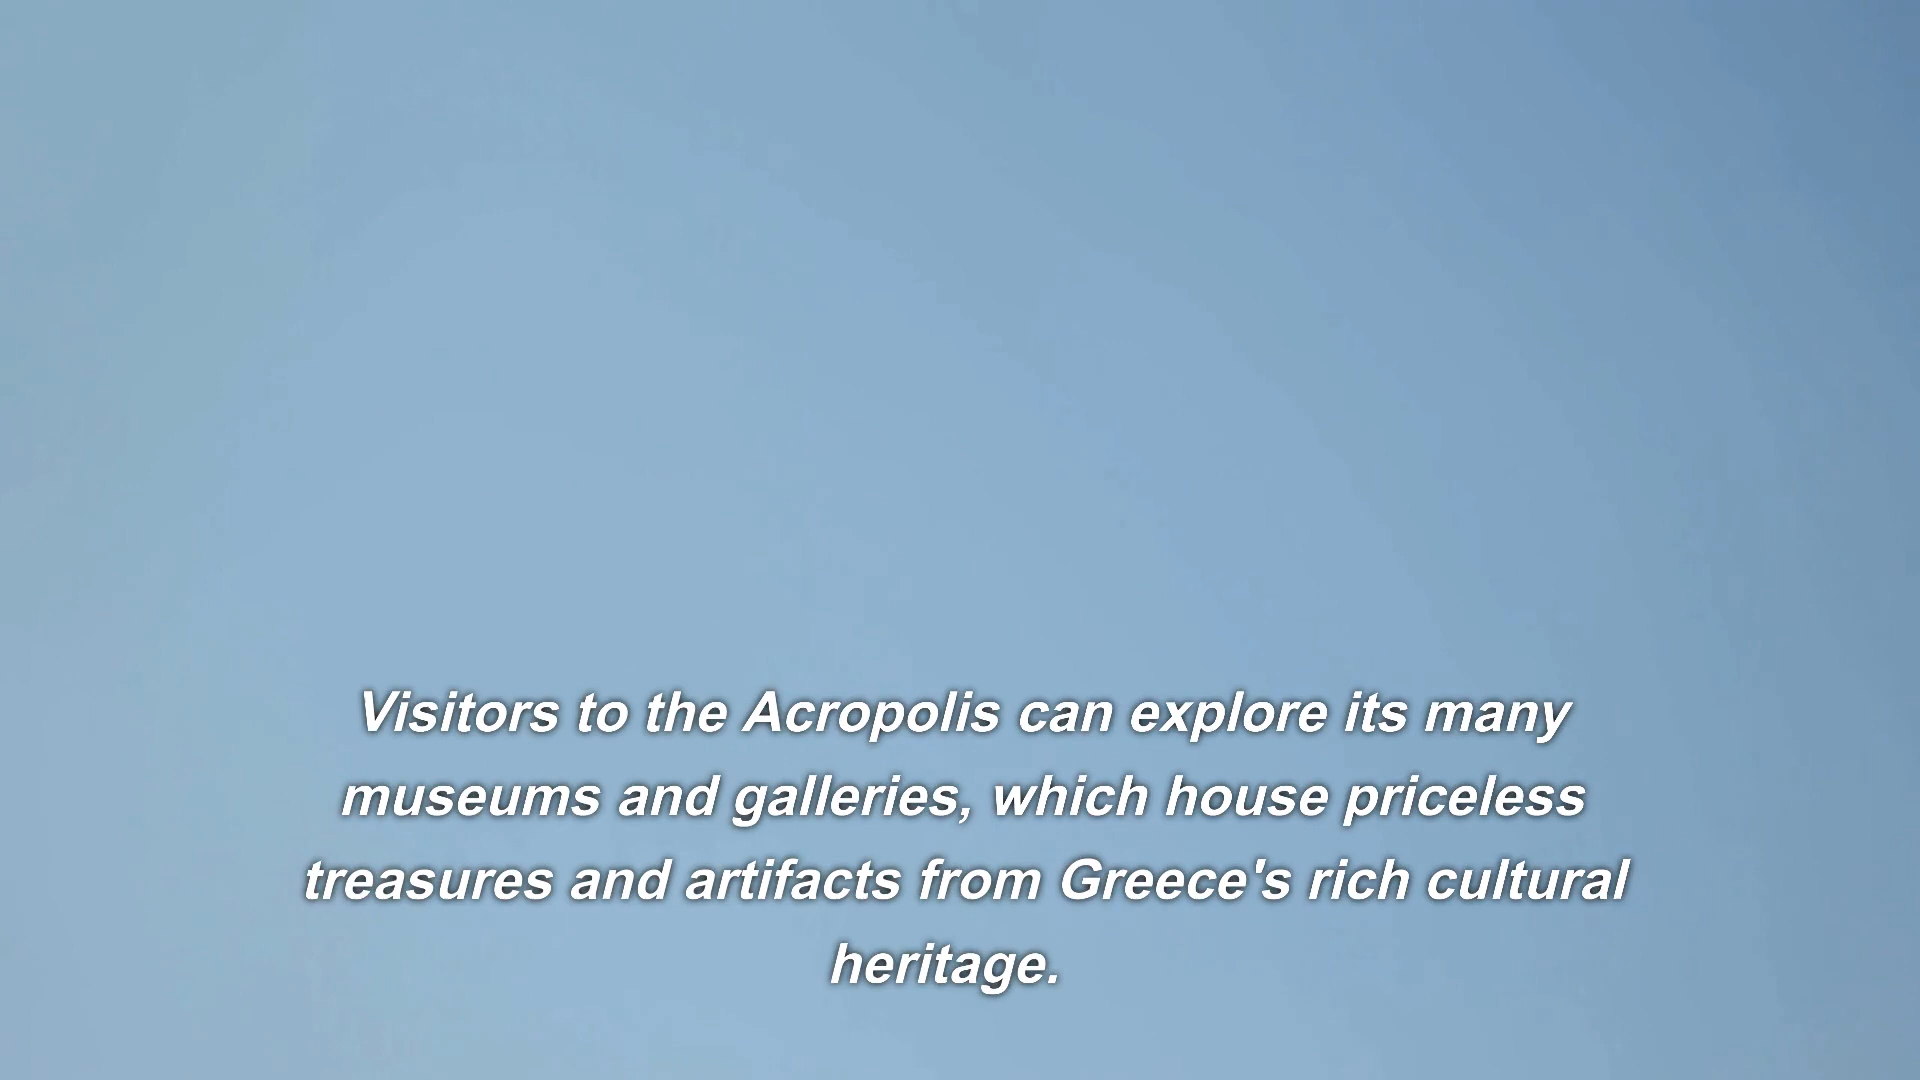 Visitors to the Acropolis can explore its many
museums and galleries, which house priceless
treasures and artifacts from Greece's rich cultural
heritage.